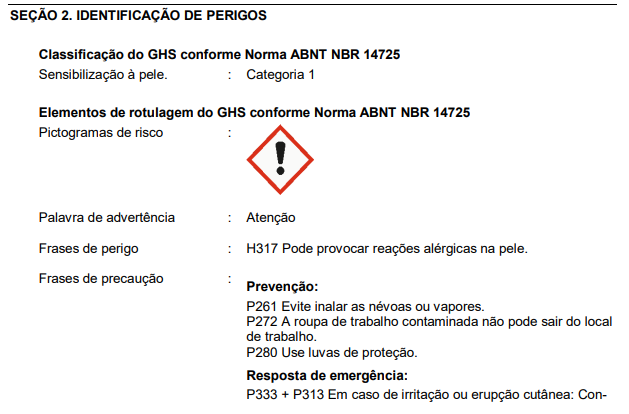 SEÇÃO 2. IDENTIFICAÇÃO DE PERIGOS
Classificação do GHS conforme Norma ABNT NBR 14725
Sensibilização à pele. : Categoria 1
Elementos de rotulagem do GHS conforme Norma ABNT NBR 14725
Pictogramas de risco :
Palavra de advertência : Atenção
Frases de perigo : H317 Pode provocar reações alérgicas na pele.
Frases de precaução :
Prevenção:
P261 Evite inalar as névoas ou vapores.
P272 A roupa de trabalho contaminada não pode sair do local
de trabalho.
P280 Use luvas de proteção.
Resposta de emergência:
P333 + P313 Em caso de irritação ou erupção cutânea: Con-